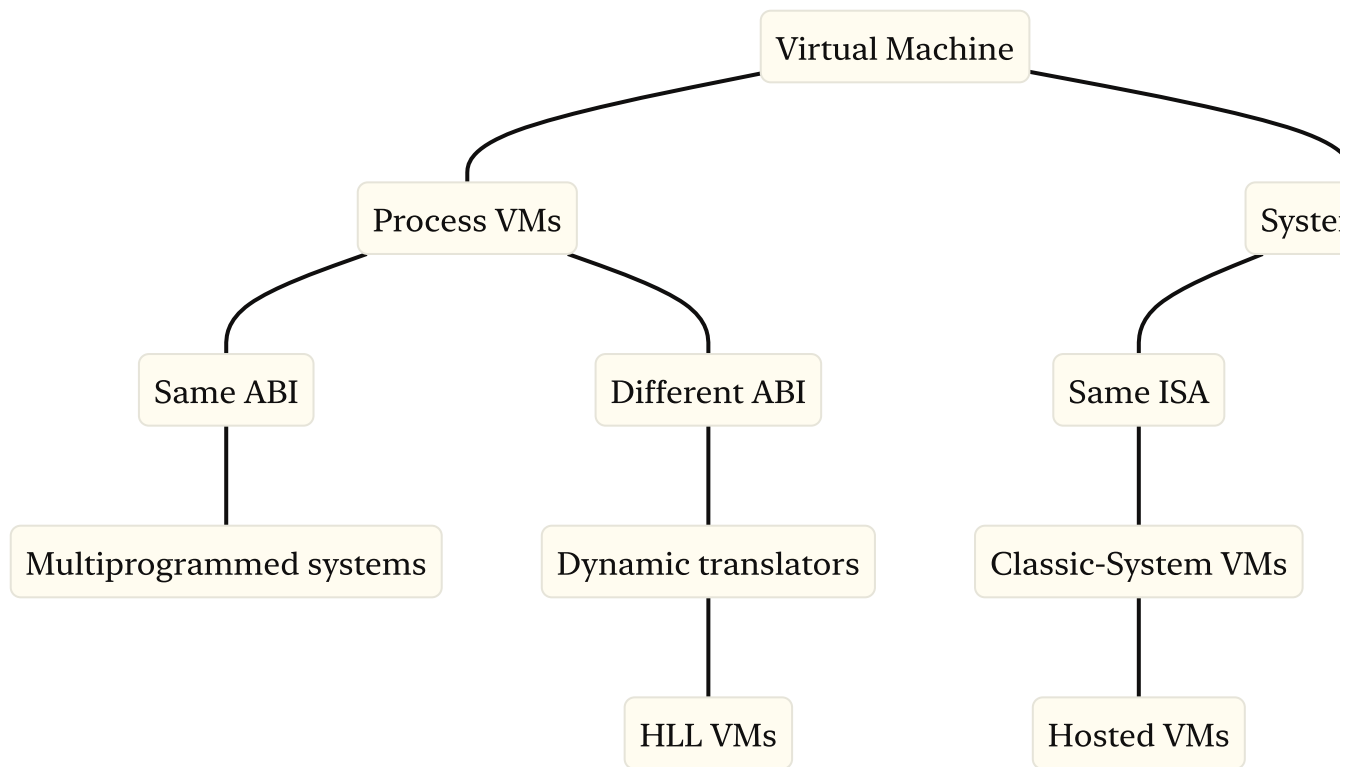 Virtual Machine
Process VMs
Same ABI
Different ABI
Same ISA
Multiprogrammed systems
Dynamic translators
Classic-System VMs
HLL VMs
Hosted VMs